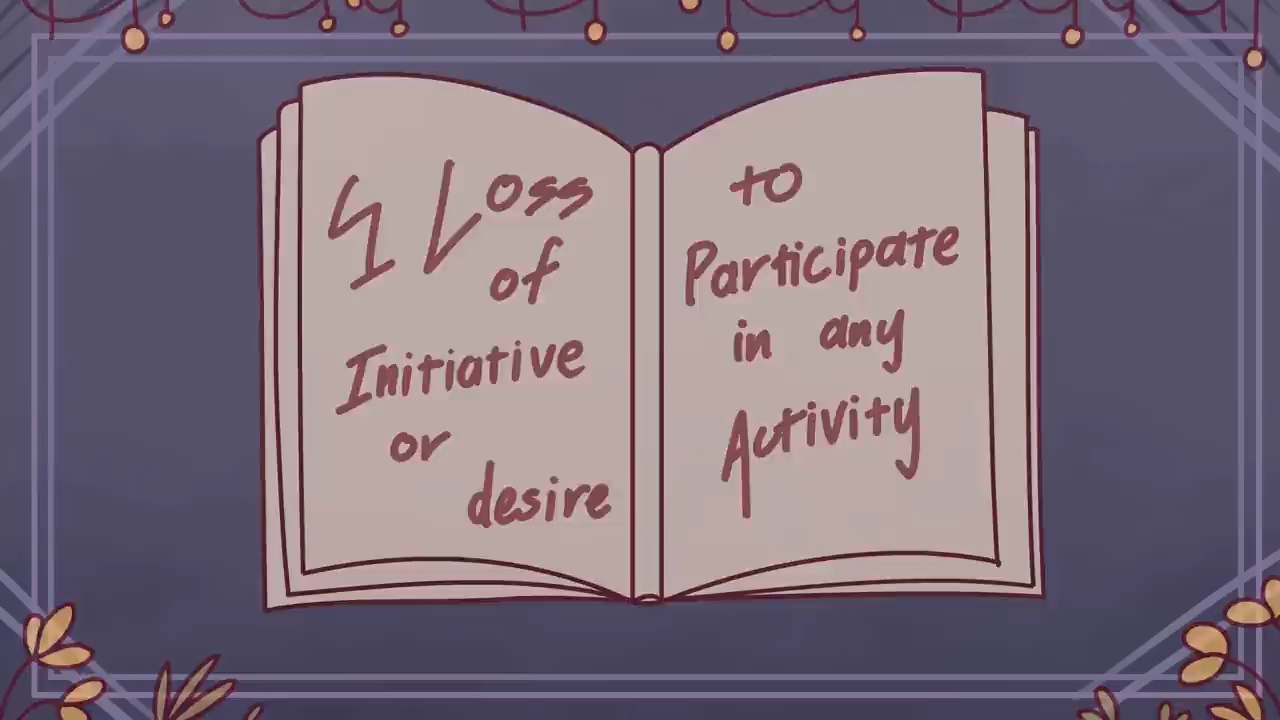 4 Loss
of
Initiative
or
desire
to
Participate
in any
Activity